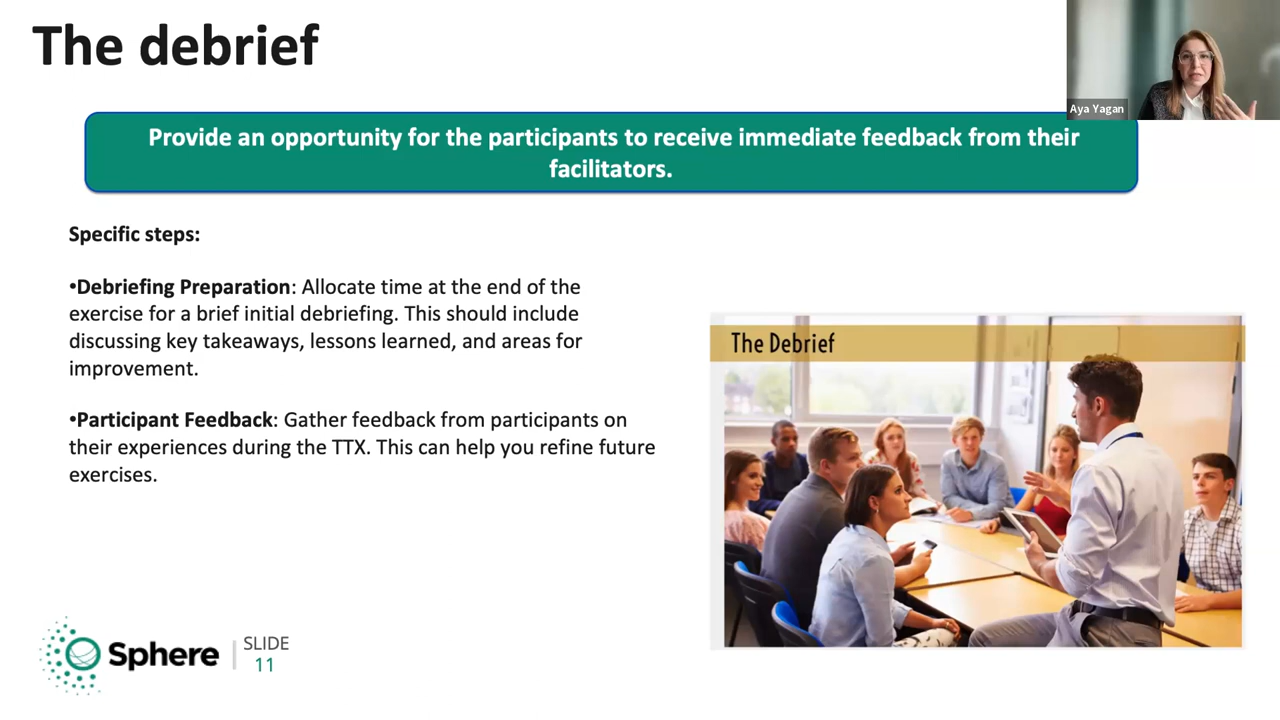 The debrief
Aya Yagan
Provide an opportunity for the participants to receive immediate feedback from their
facilitators.
Specific steps:
•Debriefing Preparation: Allocate time at the end of the
exercise for a brief initial debriefing. This should include
discussing key takeaways, lessons learned, and areas for
improvement.
•Participant Feedback: Gather feedback from participants on
their experiences during the TTX. This can help you refine future
exercises.
The Debrief
Sphere
SLIDE
11